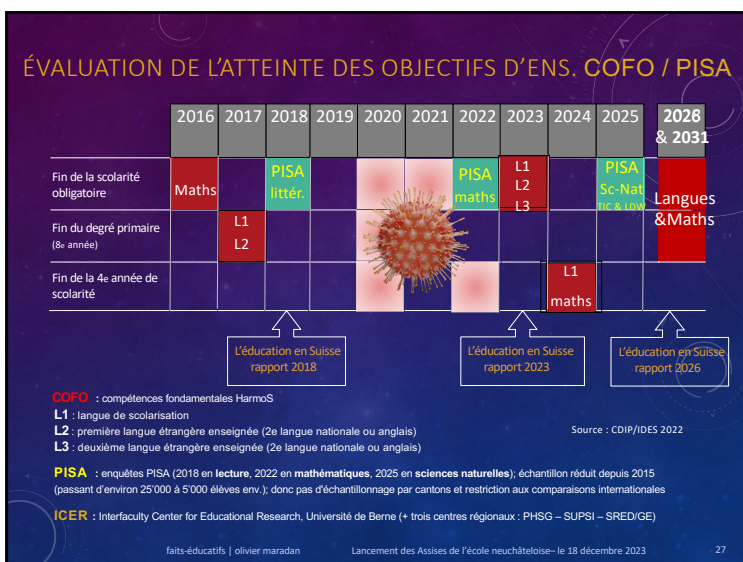 ÉVALUATION DE L'ATTEINTE DES OBJECTIFS D'ENS. COFO / PISA
2016 2017 2018 2019 2020 2021 2022 2023 2024 2025 2028 & 2031
Fin de la scolarité
obligatoire
Maths
PISA
littér.
PISA
maths
L1
L2
L3
PISA
Sc-Nat
TIC & LDW
Langues
&Maths
Fin du degré primaire
(8e année)
L1
L2
Fin de la 4e année de
scolarité
L1
maths
L'éducation en Suisse
rapport 2018
L'éducation en Suisse
rapport 2023
L'éducation en Suisse
rapport 2026
COFO : compétences fondamentales HarmoS
L1 : langue de scolarisation
L2 : première langue étrangère enseignée (2e langue nationale ou anglais)
L3 : deuxième langue étrangère enseignée (2e langue nationale ou anglais)
Source : CDIP/IDES 2022
PISA : enquêtes PISA (2018 en lecture, 2022 en mathématiques, 2025 en sciences naturelles); échantillon réduit depuis 2015
(passant d'environ 25'000 à 5'000 élèves env.); donc pas d'échantillonnage par cantons et restriction aux comparaisons internationales
ICER : Interfaculty Center for Educational Research, Université de Berne (+ trois centres régionaux : PHSG – SUPSI – SRED/GE)
faits-éducatifs | olivier maradan
Lancement des Assises de l'école neuchâteloise– le 18 décembre 2023
27